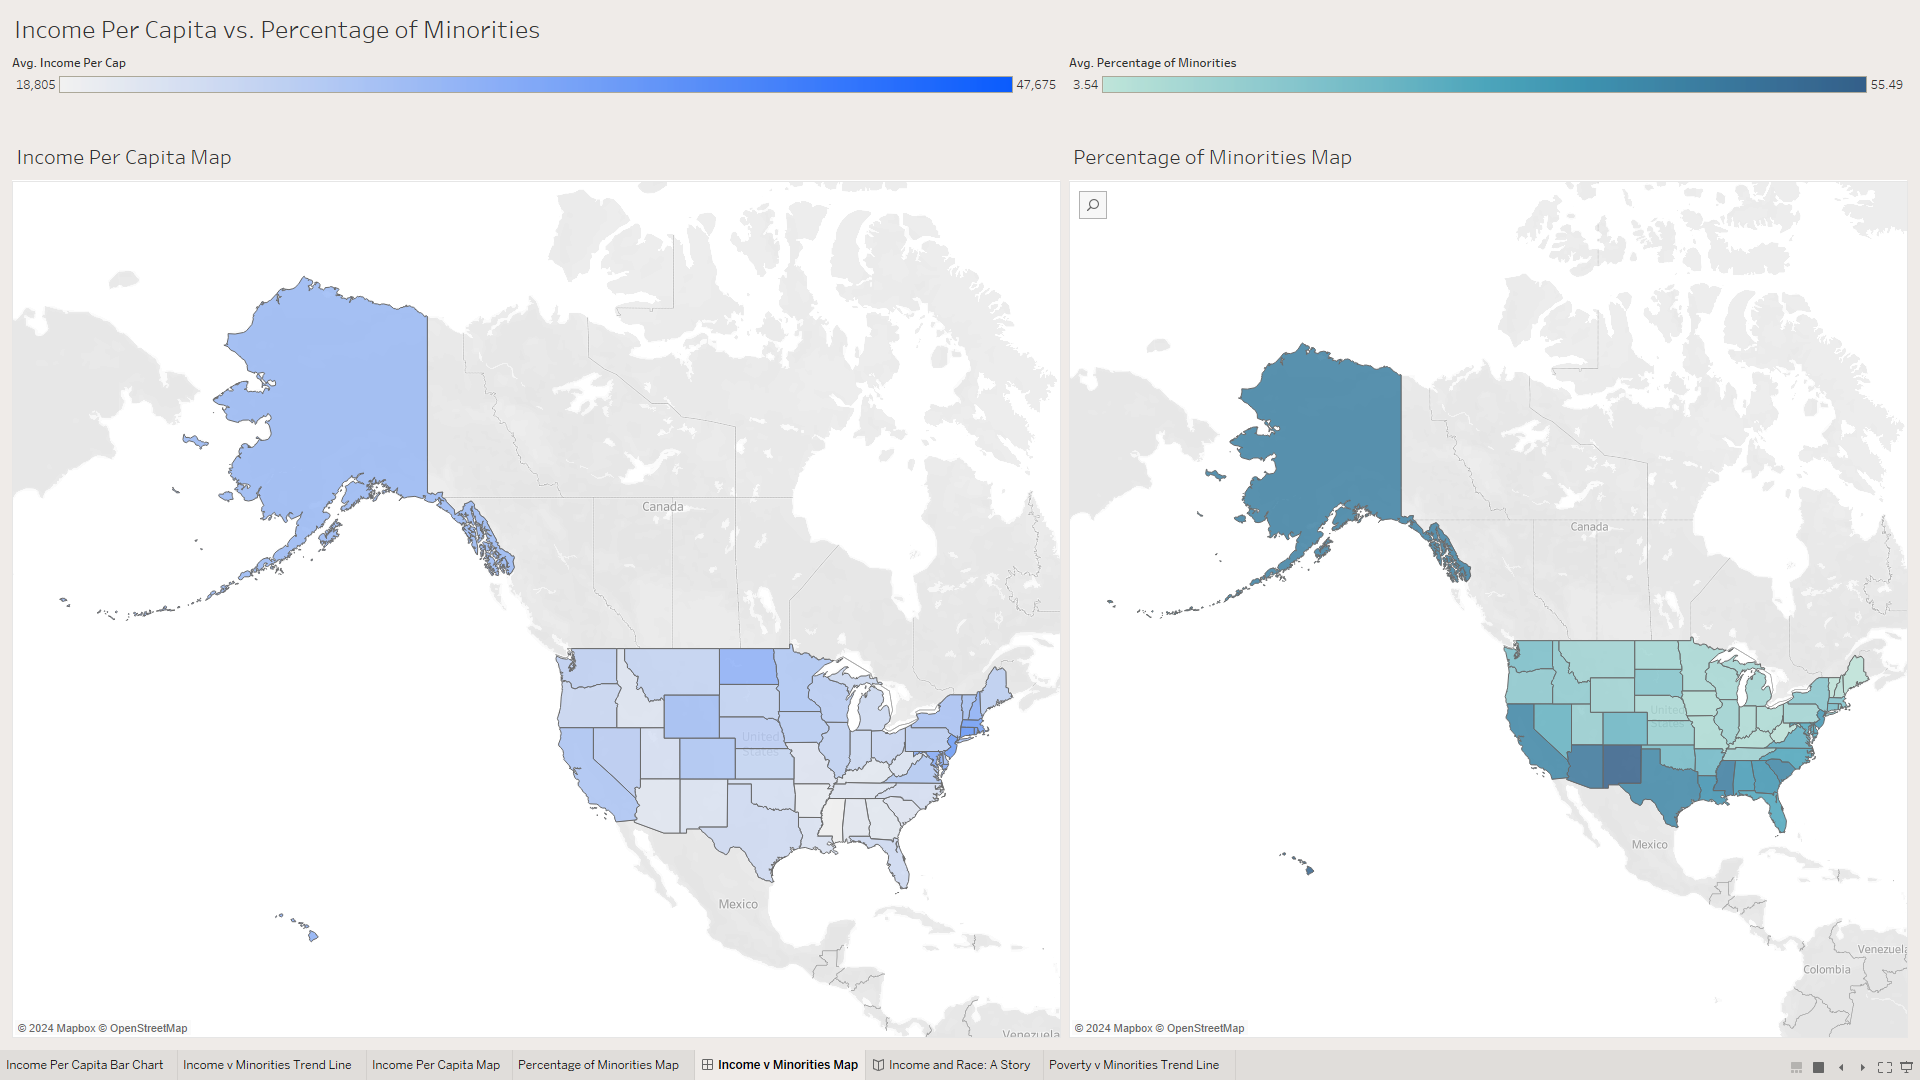 Income Per Capita vs. Percentage of Minorities
Avg. Income Per Cap
18,805
47,675
Avg. Percentage of Minorities
3.54
55.49
Income Per Capita Map
Percentage of Minorities Map
Canada
United
States
Mexico
Venezuela
© 2024 Mapbox © OpenStreetMap
Canada
United
States
Mexico
Venezuela
Colombia
© 2024 Mapbox © OpenStreetMap
Income Per Capita Bar Chart
Income v Minorities Trend Line
Income Per Capita Map
Percentage of Minorities Map
Income v Minorities Map
Income and Race: A Story
Poverty v Minorities Trend Line